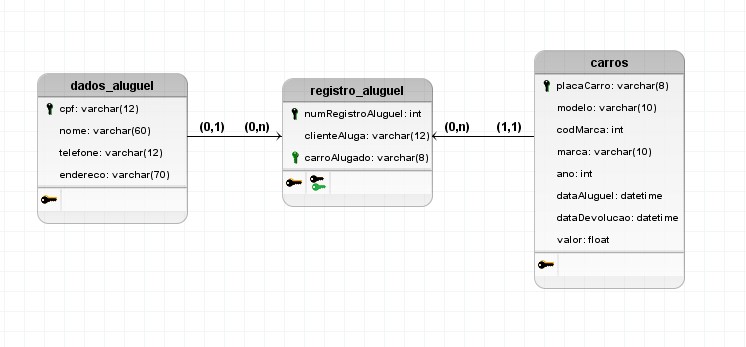 dados_aluguel
cpf: varchar(12)
nome: varchar(60)
telefone: varchar(12)
endereco: varchar(70)
(0,1)
(0,n)
registro_aluguel
numRegistroAluguel: int
clienteAluga: varchar(12)
carroAlugado: varchar(8)
(0,n)
(1,1)
carros
placaCarro: varchar(8)
modelo: varchar(10)
codMarca: int
marca: varchar(10)
ano: int
dataAluguel: datetime
dataDevolucao: datetime
valor: float